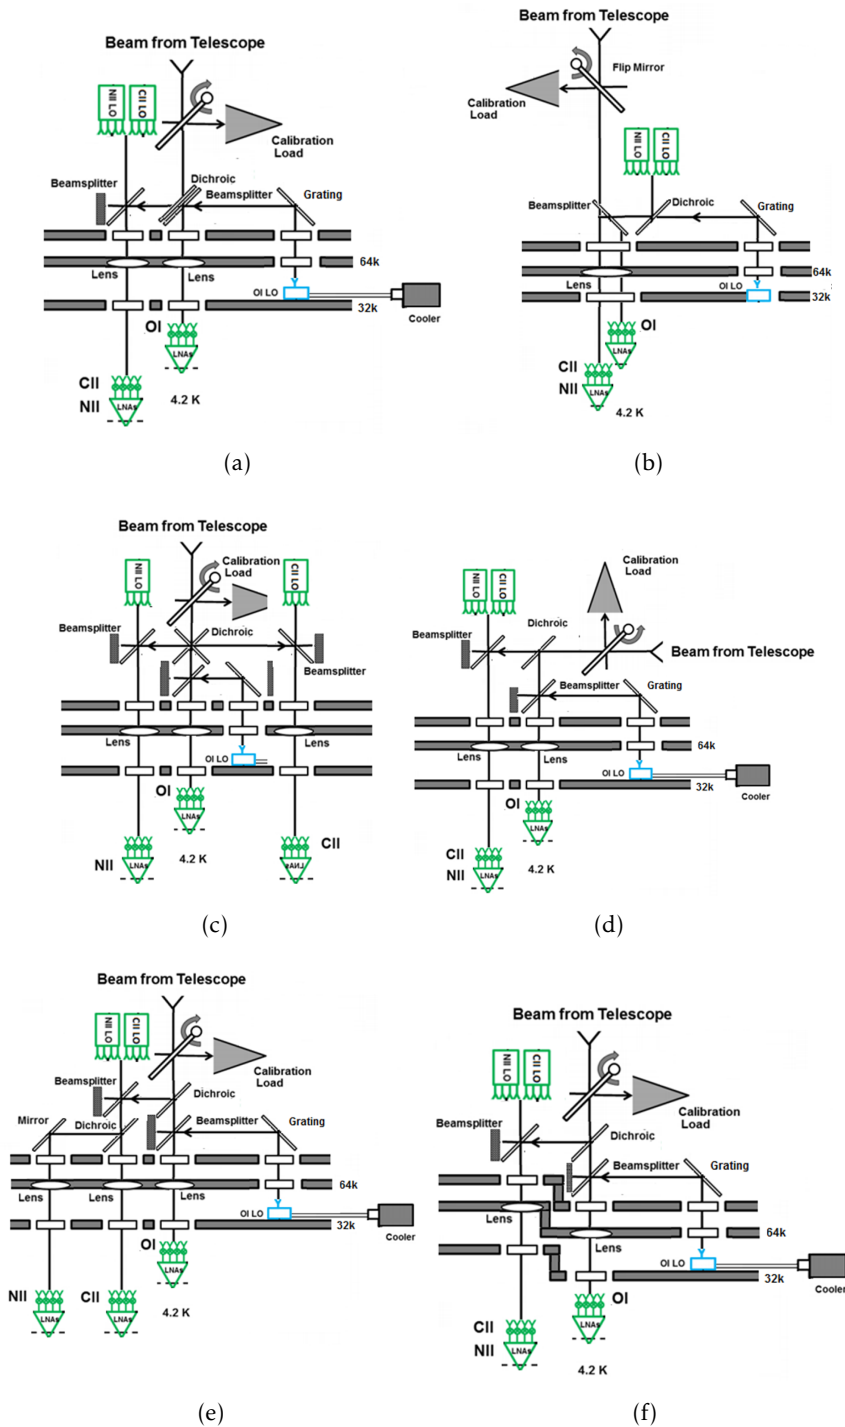 Beam from Telescope
NII LO
CII LO
Calibration
Load
Dichroic
Beamsplitter
Beamsplitter
Grating
64k
Lens
Lens
OI LO
32k
Cooler
OI
LNAs
CII
NII
LNAs
4.2 K
(a)
Beam from Telescope
Flip Mirror
Calibration
Load
NII LO
CII LO
Beamsplitter
Dichroic
Grating
64k
Lens
OI LO
32k
OI
LNAs
CII
NII
LNAs
4.2 K
(b)
Beam from Telescope
Calibration
Load
NII LO
CII LO
Beamsplitter
Dichroic
Beamsplitter
Lens
Lens
OI LO
OI
LNAs
CII
NII
LNAs
4.2 K
LNAs
(c)
Calibration
Load
NII LO
CII LO
Dichroic
Beamsplitter
Beam from Telescope
Beamsplitter
Grating
64k
Lens
Lens
OI LO
32k
Cooler
OI
LNAs
CII
NII
LNAs
4.2 K
(d)
Beam from Telescope
NII LO
CII LO
Calibration
Load
Beamsplitter
Dichroic
Mirror
Dichroic
Beamsplitter
Grating
64k
Lens
Lens
Lens
OI LO
32k
Cooler
OI
LNAs
NII
CII
LNAs
LNAs
4.2 K
(e)
Beam from Telescope
NII LO
CII LO
Calibration
Load
Beamsplitter
Dichroic
Beamsplitter
Grating
Lens
64k
Lens
OI LO
32k
Cooler
OI
LNAs
CII
NII
LNAs
4.2 K
(f)